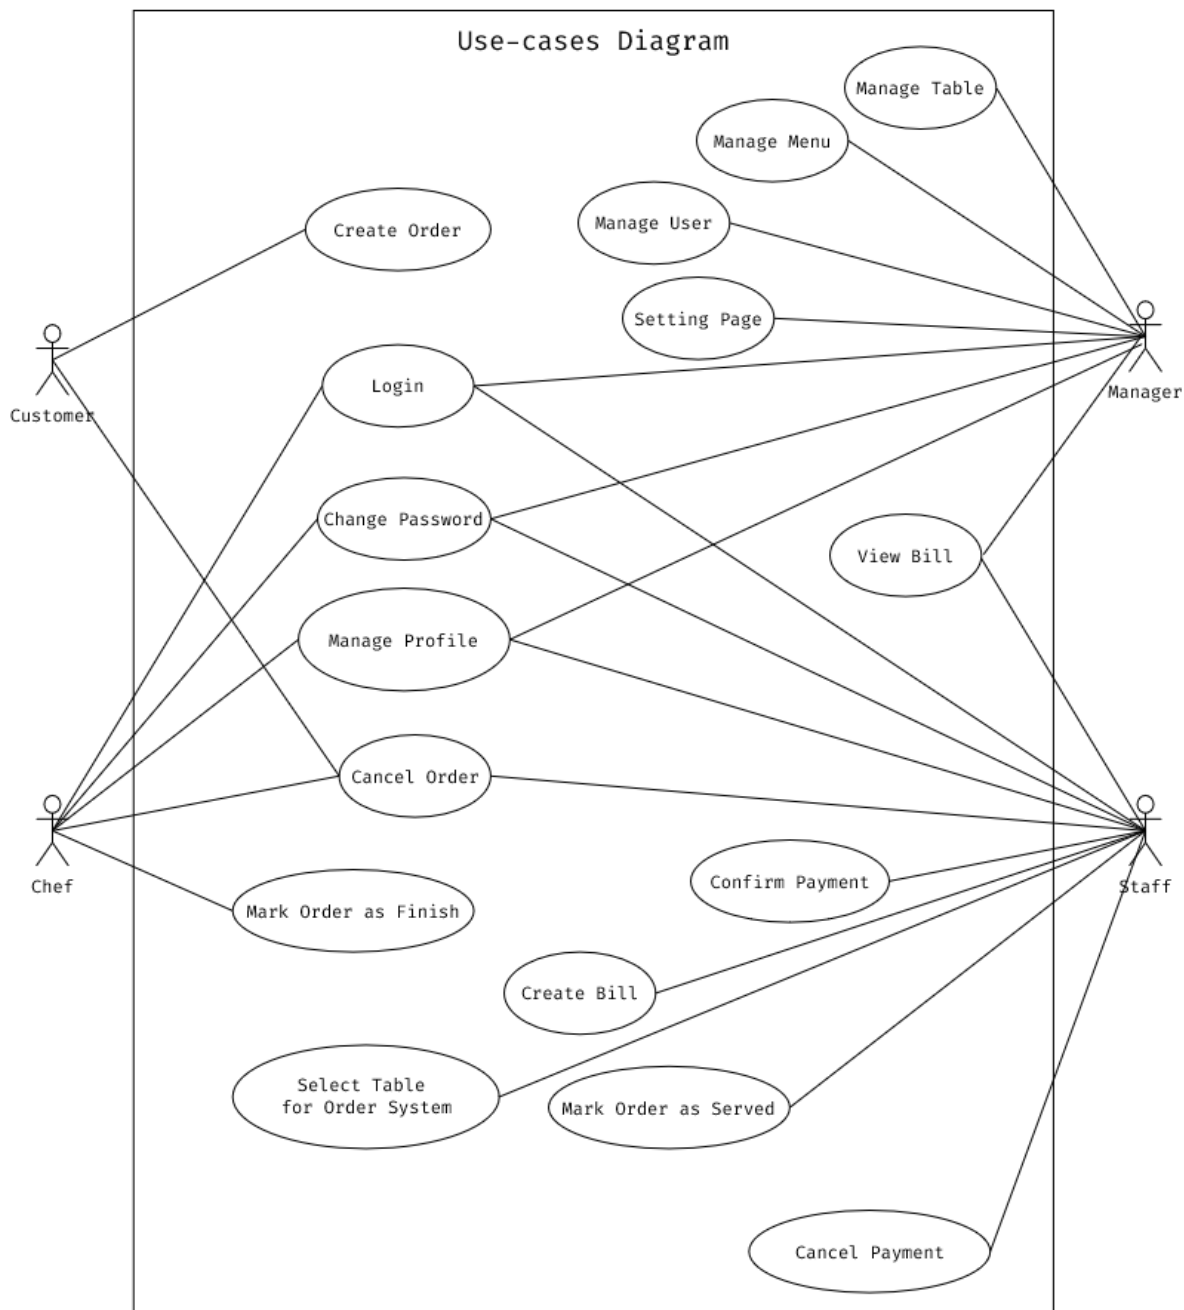 Use-cases Diagram
Manage Table
Manage Menu
Manage User
Create Order
Setting Page
Login
Customer
Manager
Change Password
View Bill
Manage Profile
Cancel Order
Chef
Confirm Payment
Staff
Mark Order as Finish
Create Bill
Select Table
for Order System
Mark Order as Served
Cancel Payment